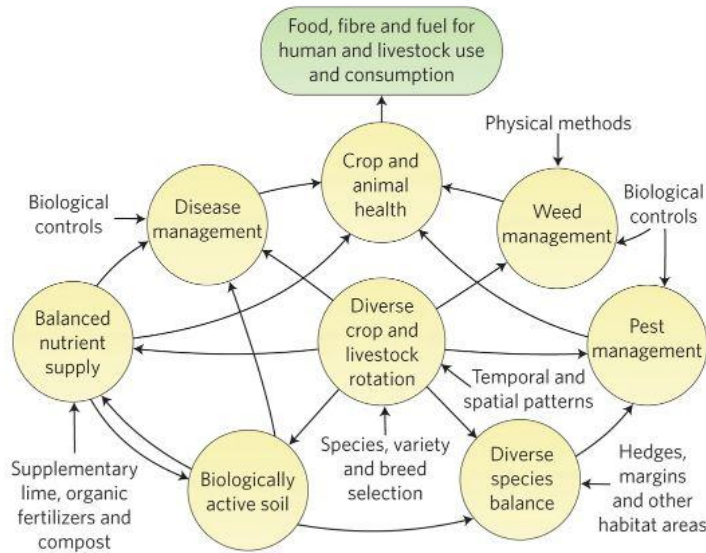 Food, fibre and fuel for
human and livestock use
and consumption
Physical methods
Crop and
animal
health
Biological
controls
Disease
management
Weed
management
Biological
controls
Balanced
nutrient
supply
Diverse
crop and
livestock
rotation
Pest
management
Temporal and
spatial patterns
Supplementary
lime, organic
fertilizers and
compost
Biologically
active soil
Species, variety
and breed
selection
Diverse
species
balance
Hedges,
margins
and other
habitat areas